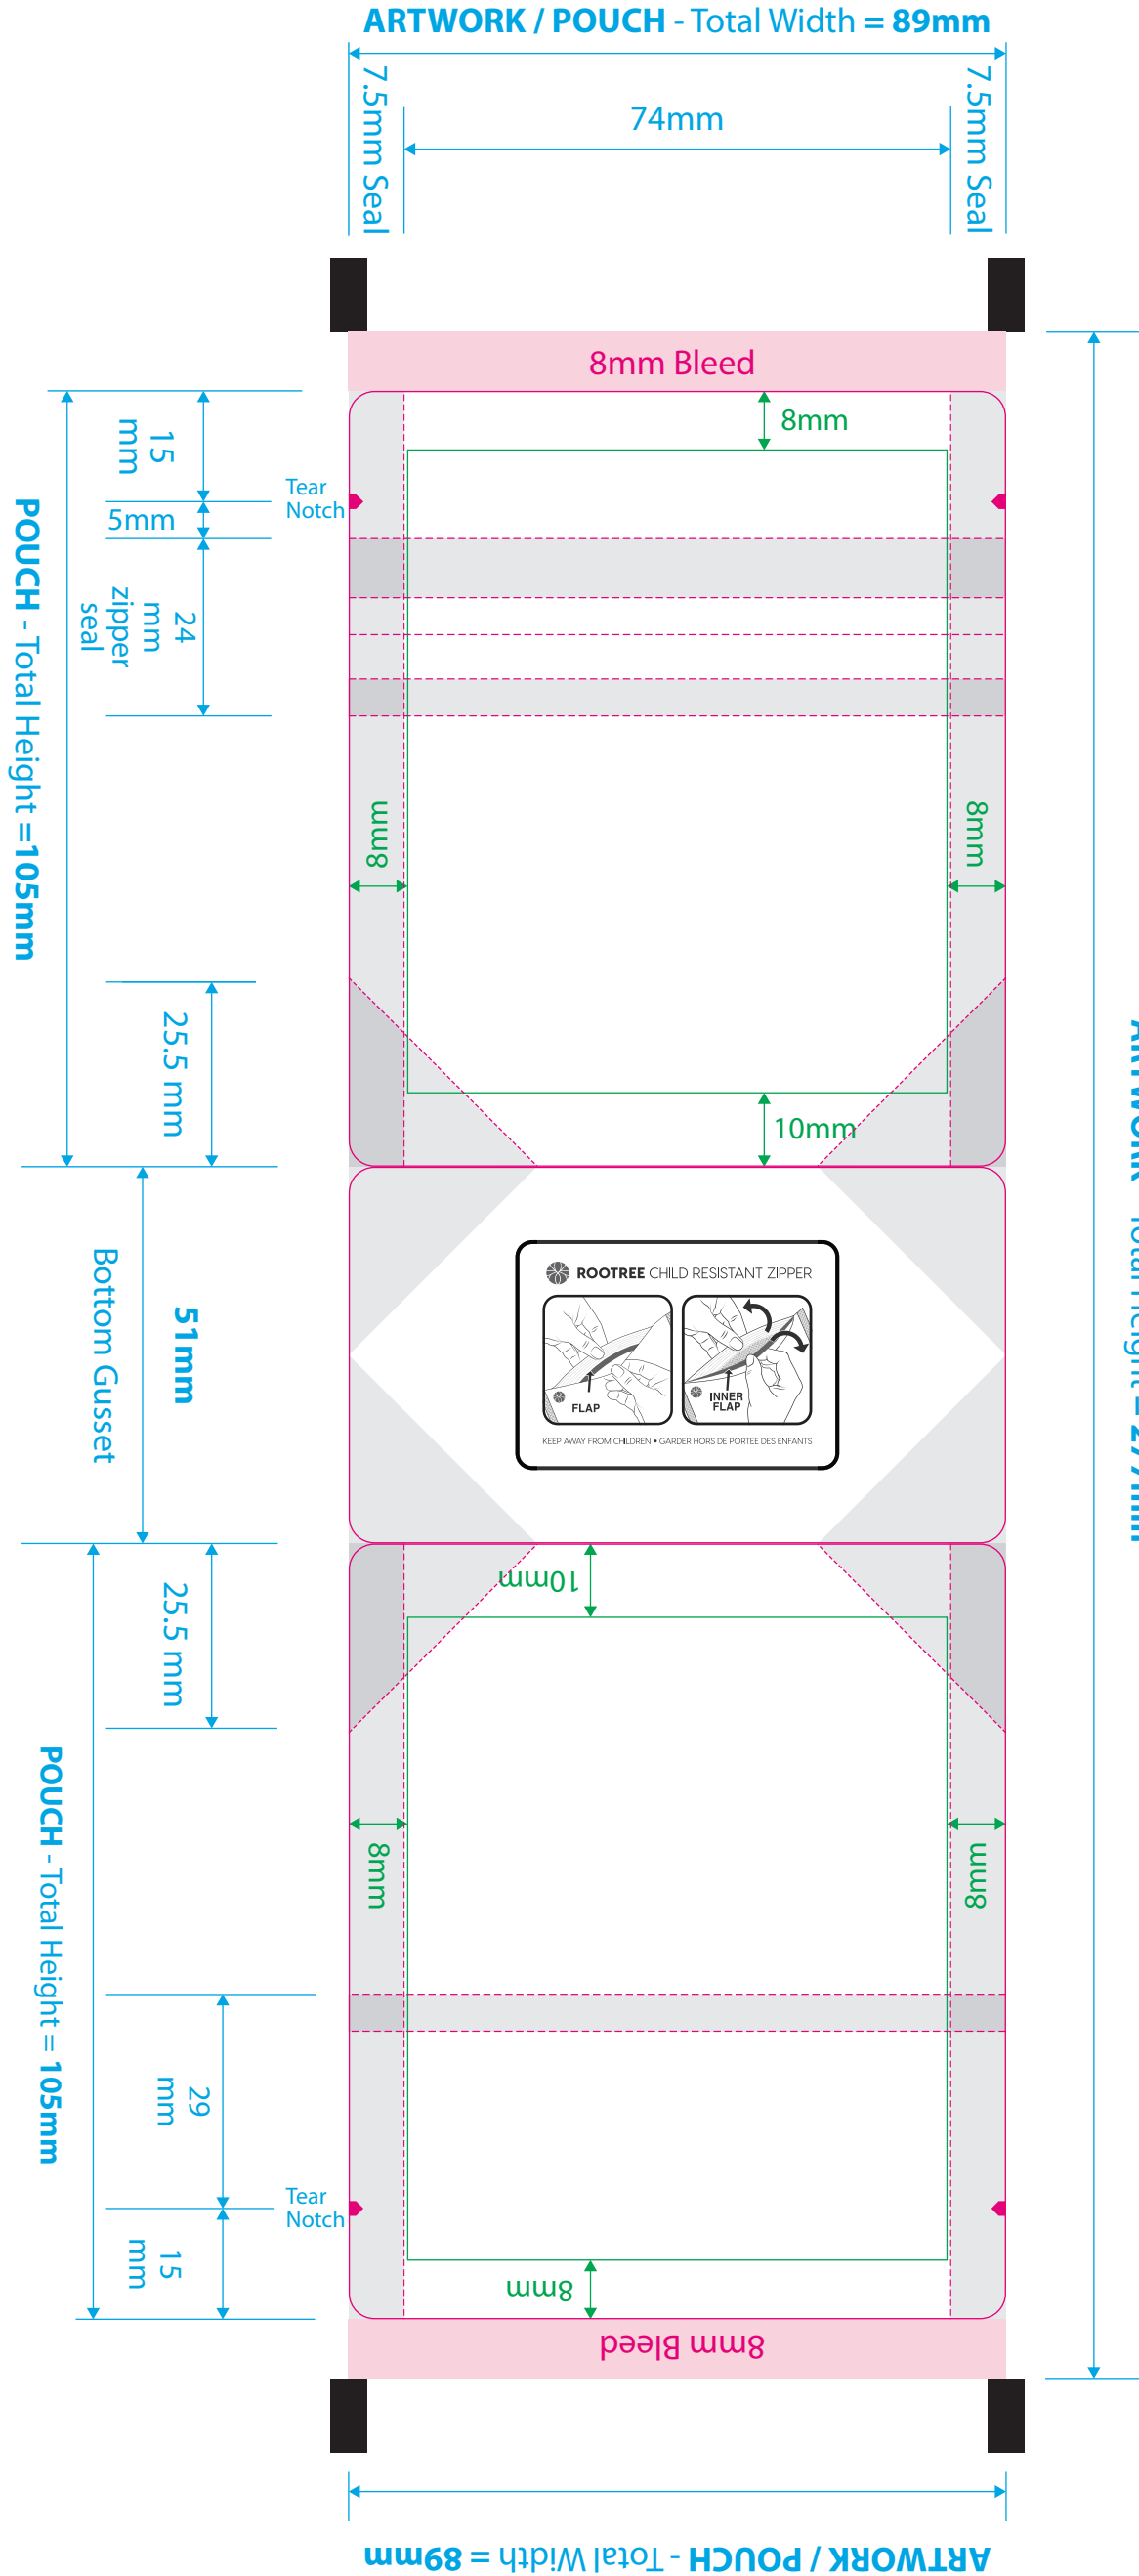 ARTWORK / POUCH - Total Width = 89mm
7.5mm Seal
74mm
7.5mm Seal
8mm Bleed
8mm
15
mm
Tear
Notch
5mm
24
mm
zipper
seal
POUCH - Total Height =105mm
8mm
8mm
25.5 mm
10mm
ARTWORK - Total Height = 277mm
51mm
Bottom Gusset
ROOTREE CHILD RESISTANT ZIPPER
FLAP
INNER
FLAP
KEEP AWAY FROM CHILDREN • GARDER HORS DE PORTEE DES ENFANTS
10mm
25.5 mm
POUCH - Total Height = 105mm
8mm
8mm
29
mm
Tear
Notch
15
mm
8mm
8mm Bleed
ARTWORK / POUCH - Total Width = 89mm